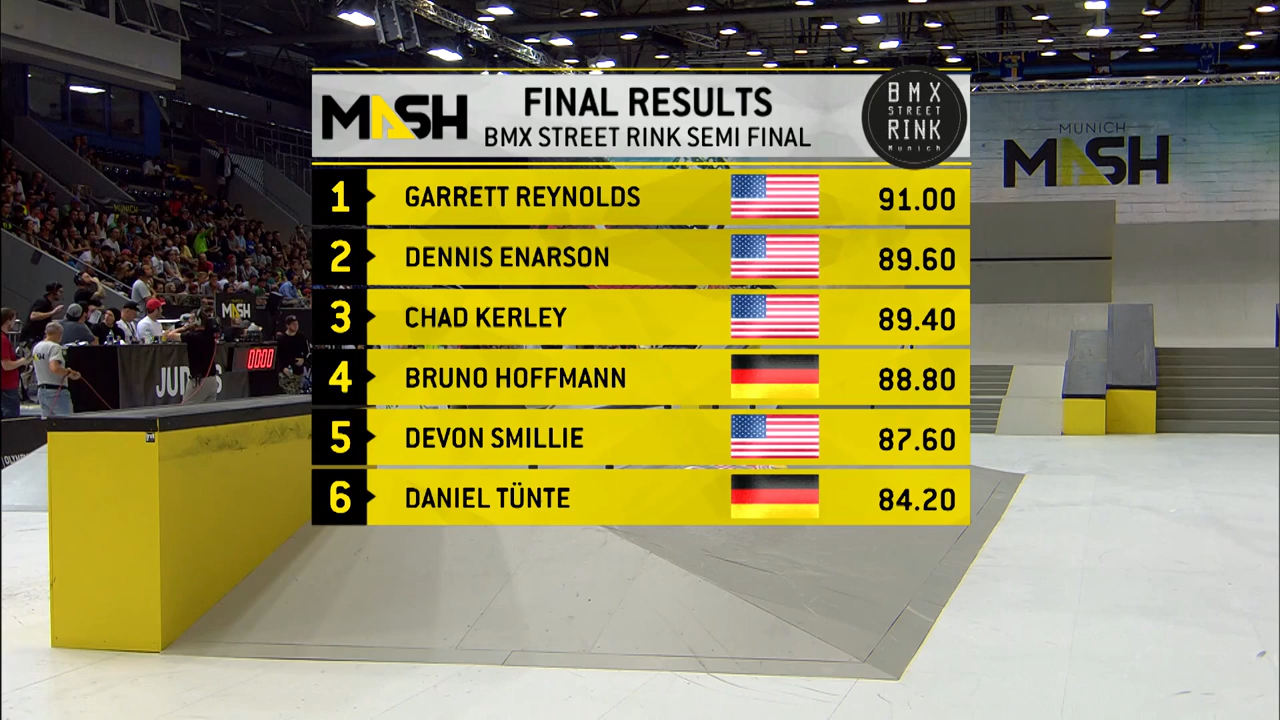 MASH
FINAL RESULTS
BMX STREET RINK SEMI FINAL
BMX
STREET
RINK
MUNICH
1 GARRETT REYNOLDS 91.00
2 DENNIS ENARSON 89.60
3 CHAD KERLEY 89.40
4 BRUNO HOFFMANN 88.80
5 DEVON SMILLIE 87.60
6 DANIEL TÜNTE 84.20
MUNICH
MASH
MUNICH
MASH
0000